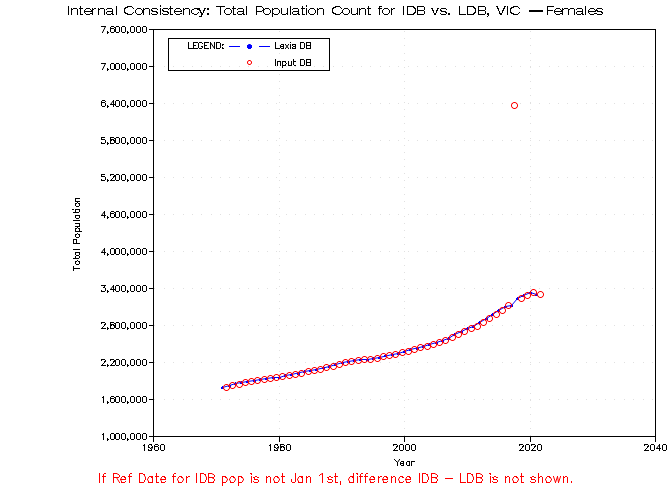 Internal Consistency: Total Population Count for IDB vs. LDB, VIC — Females
7,600,000
LEGEND: Lexis DB
Input DB
7,000,000
6,400,000
5,800,000
5,200,000
4,600,000
4,000,000
3,400,000
2,800,000
2,200,000
1,600,000
1,000,000
Total Population
1960 1980 2000 2020 2040
Year
If Ref Date for IDB pop is not Jan 1st, difference IDB – LDB is not shown.